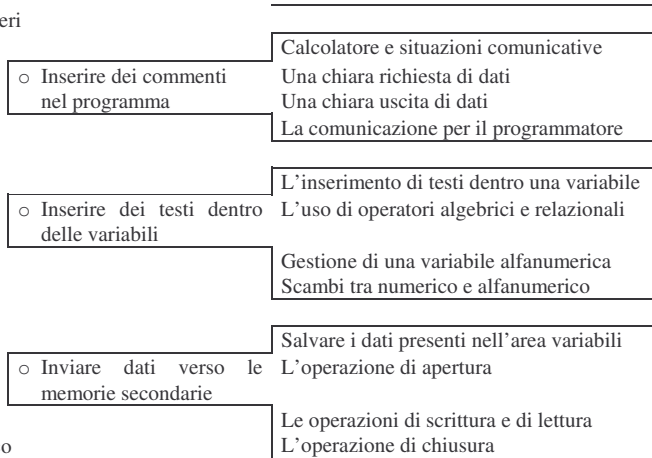 eri
Calcolatore e situazioni comunicative
○ Inserire dei commenti
nel programma
Una chiara richiesta di dati
Una chiara uscita di dati
La comunicazione per il programmatore
L’inserimento di testi dentro una variabile
○ Inserire dei testi dentro
delle variabili
L’uso di operatori algebrici e relazionali
Gestione di una variabile alfanumerica
Scambi tra numerico e alfanumerico
Salvare i dati presenti nell’area variabili
○ Inviare dati verso le
memorie secondarie
L’operazione di apertura
Le operazioni di scrittura e di lettura
L’operazione di chiusura
o